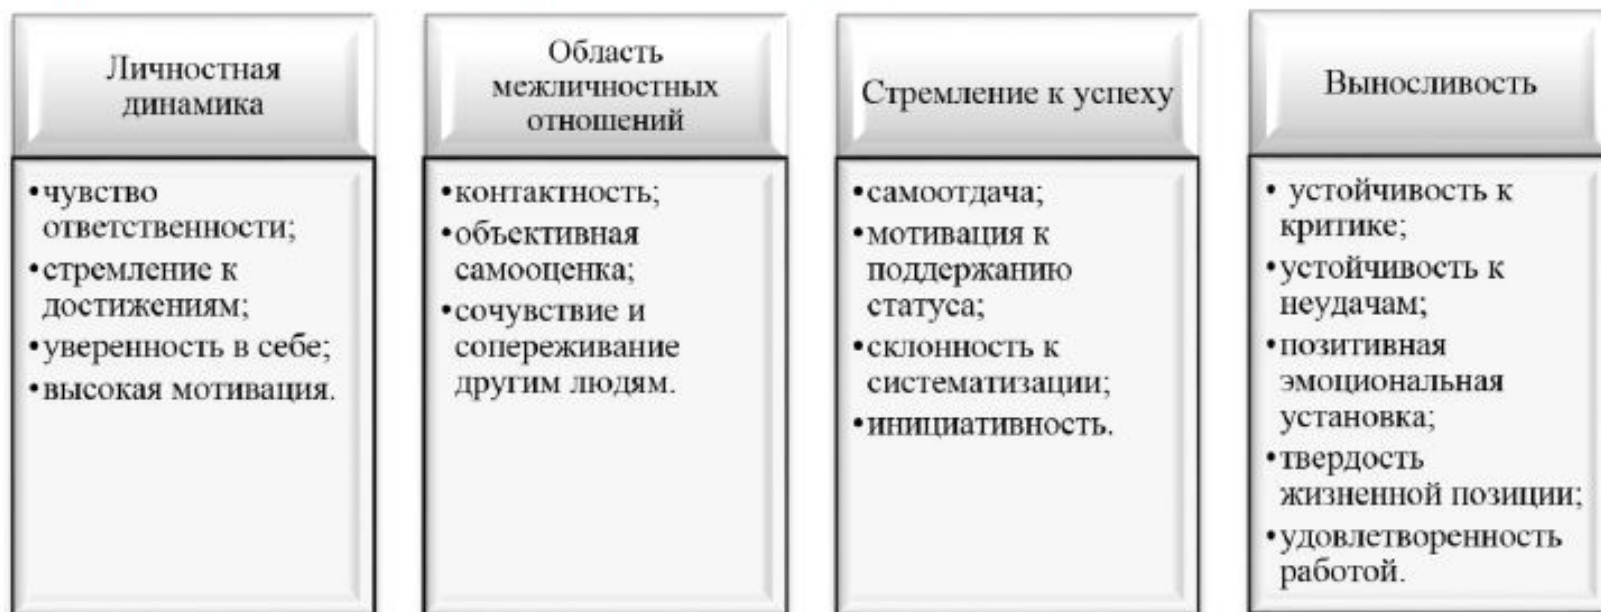 Личностная
динамика
•чувство
ответственности;
•стремление к
достижениям;
•уверенность в себе;
•высокая мотивация.
Область
межличностных
отношений
•контактность;
•объективная
самооценка;
•сочувствие и
сопереживание
другим людям.
Стремление к успеху
•самоотдача;
•мотивация к
поддержанию
статуса;
•склонность к
систематизации;
•инициативность.
Выносливость
• устойчивость к
критике;
•устойчивость к
неудачам;
•позитивная
эмоциональная
установка;
•твердость
жизненной позиции;
•удовлетворенность
работой.